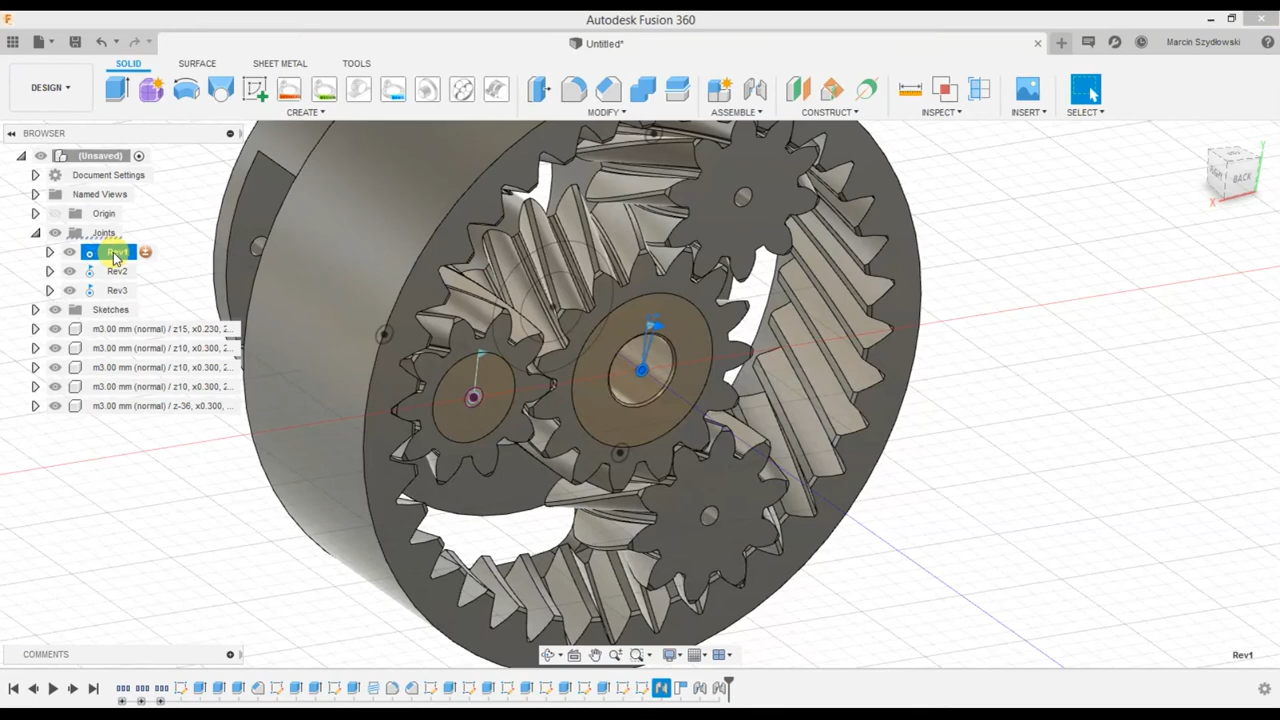 Autodesk Fusion 360
Untitled*
Marcin Szydłowski
SOLID SURFACE SHEET METAL TOOLS
DESIGN
CREATE MODIFY ASSEMBLE CONSTRUCT INSPECT INSERT SELECT
BROWSER
(Unsaved)
Document Settings
Named Views
Origin
Joints
Rev1
Rev2
Rev3
Sketches
m3.00 mm (normal) / z15, x0.230, 2...
m3.00 mm (normal) / z10, x0.300, 2...
m3.00 mm (normal) / z10, x0.300, 2...
m3.00 mm (normal) / z10, x0.300, 2...
m3.00 mm (normal) / z-36, x0.300, ...
BACK
X
COMMENTS
Rev1